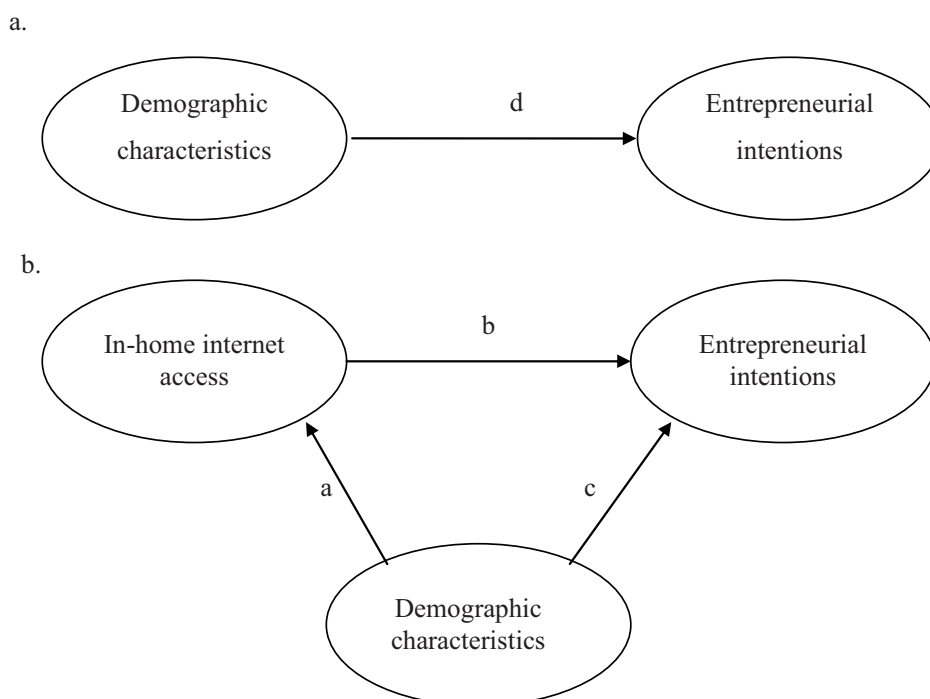 a.
Demographic
characteristics
d
Entrepreneurial
intentions
b.
In-home internet
access
b
Entrepreneurial
intentions
a
c
Demographic
characteristics